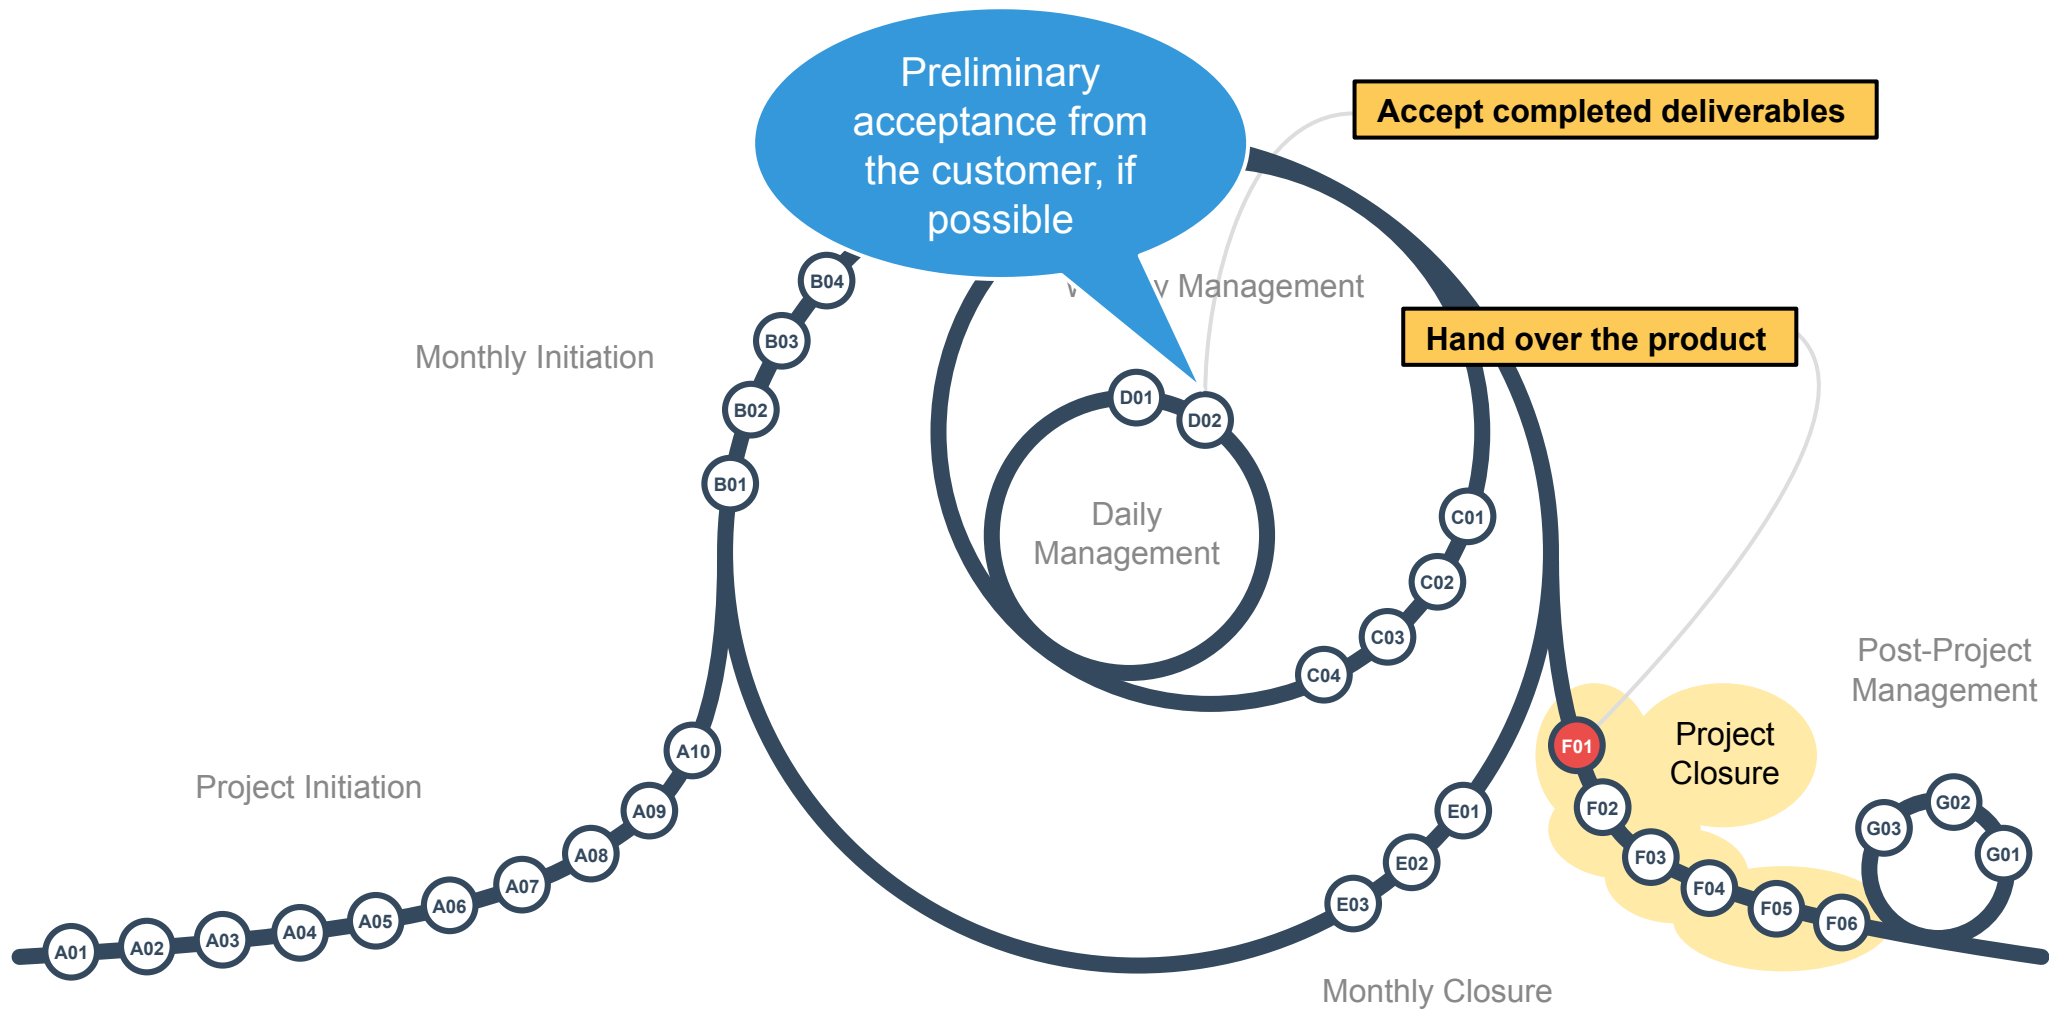 Preliminary
acceptance from
the customer, if
possible
Accept completed deliverables
Management
Hand over the product
Monthly Initiation
B04
B03
B02
B01
D01
D02
Daily
Management
C01
C02
C03
C04
Post-Project
Management
Project
Closure
Project Initiation
A10
A09
A08
A07
A06
A05
A04
A03
A02
A01
E01
E02
E03
F01
F02
F03
F04
F05
F06
G03
G02
G01
Monthly Closure